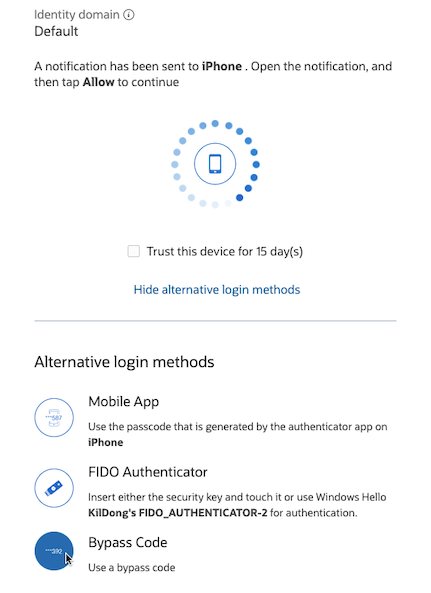 Identity domain
Default
A notification has been sent to iPhone . Open the notification, and
then tap Allow to continue
Trust this device for 15 day(s)
Hide alternative login methods
Alternative login methods
Mobile App
***587
Use the passcode that is generated by the authenticator app on
iPhone
FIDO Authenticator
Insert either the security key and touch it or use Windows Hello
KilDong's FIDO_AUTHENTICATOR-2 for authentication.
Bypass Code
***392
Use a bypass code